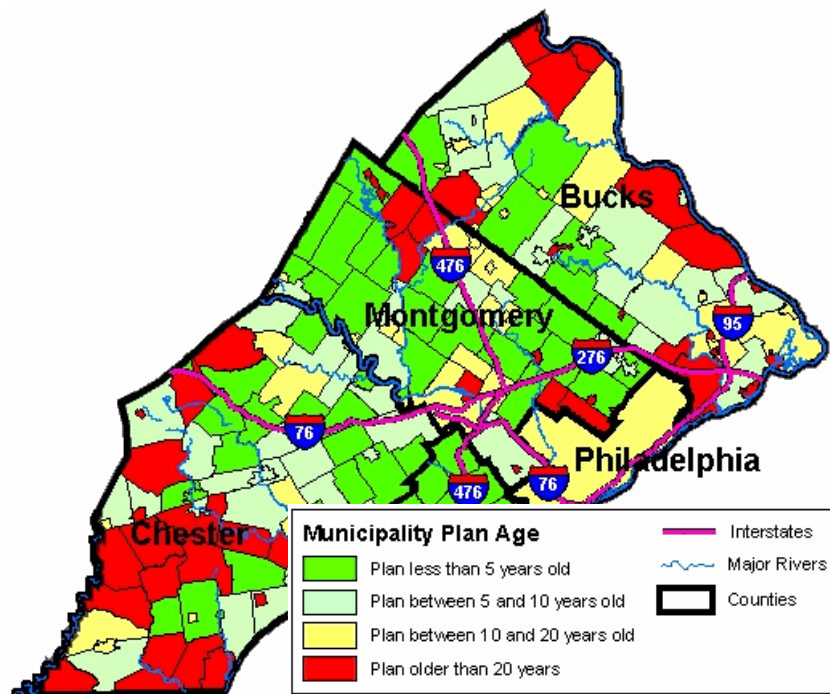 Bucks
476
Montgomery
95
276
76
Philadelphia
476
76
Chester
Municipality Plan Age
Plan less than 5 years old
Plan between 5 and 10 years old
Plan between 10 and 20 years old
Plan older than 20 years
Interstates
Major Rivers
Counties